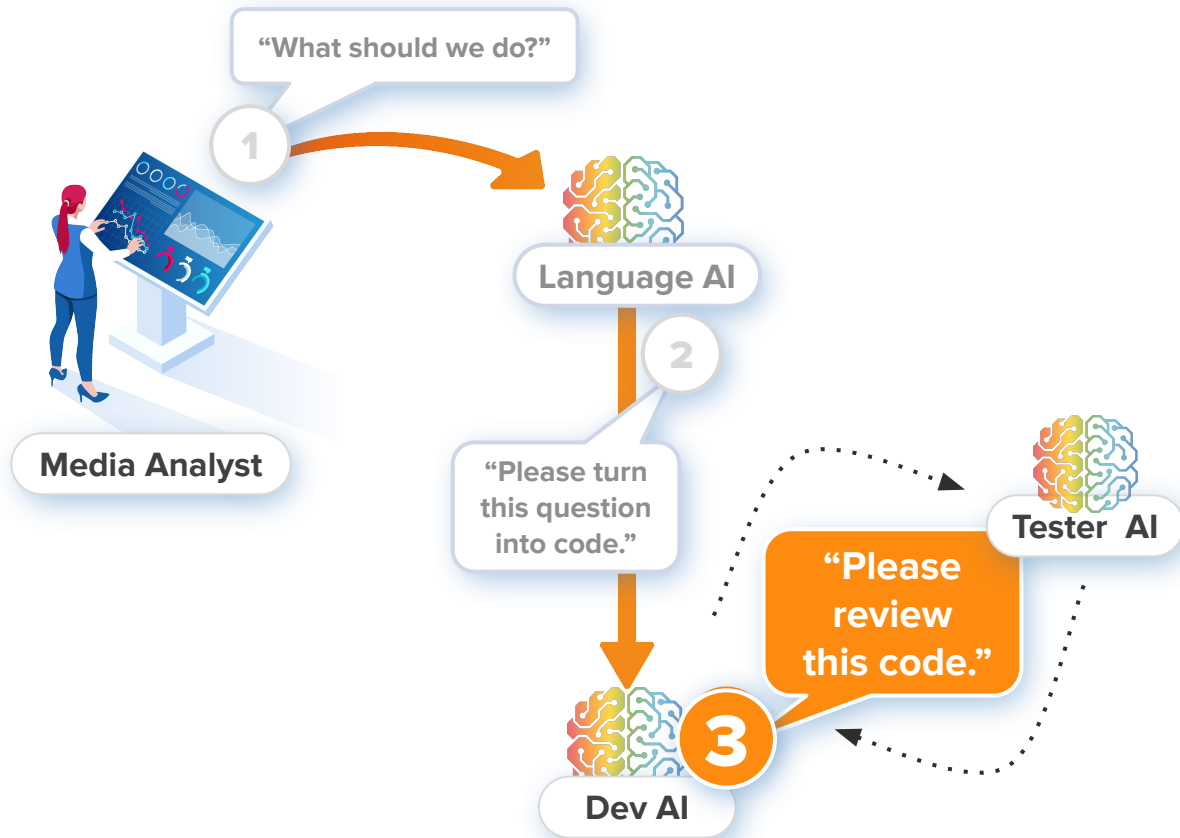 “What should we do?”
1
Language AI
2
Media Analyst
“Please turn
this question
into code.”
Tester AI
“Please
review
this code.”
3
Dev AI